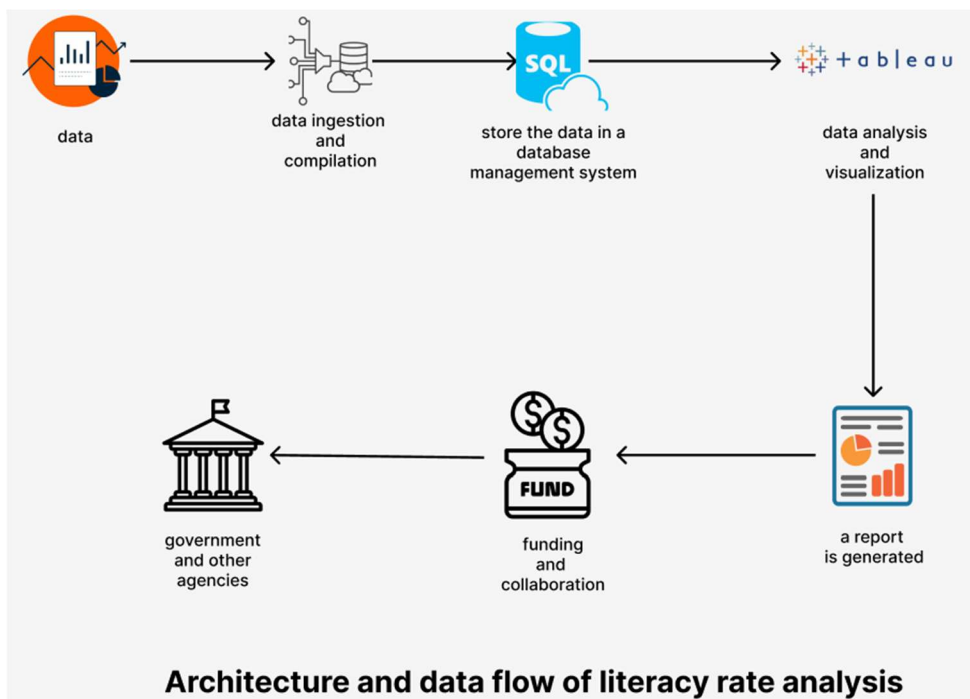 SQL
+ableau
data
data ingestion
and
compilation
store the data in a
database
management system
data analysis
and
visualization
FUND
government
and other
agencies
funding
and
collaboration
a report
is generated
Architecture and data flow of literacy rate analysis